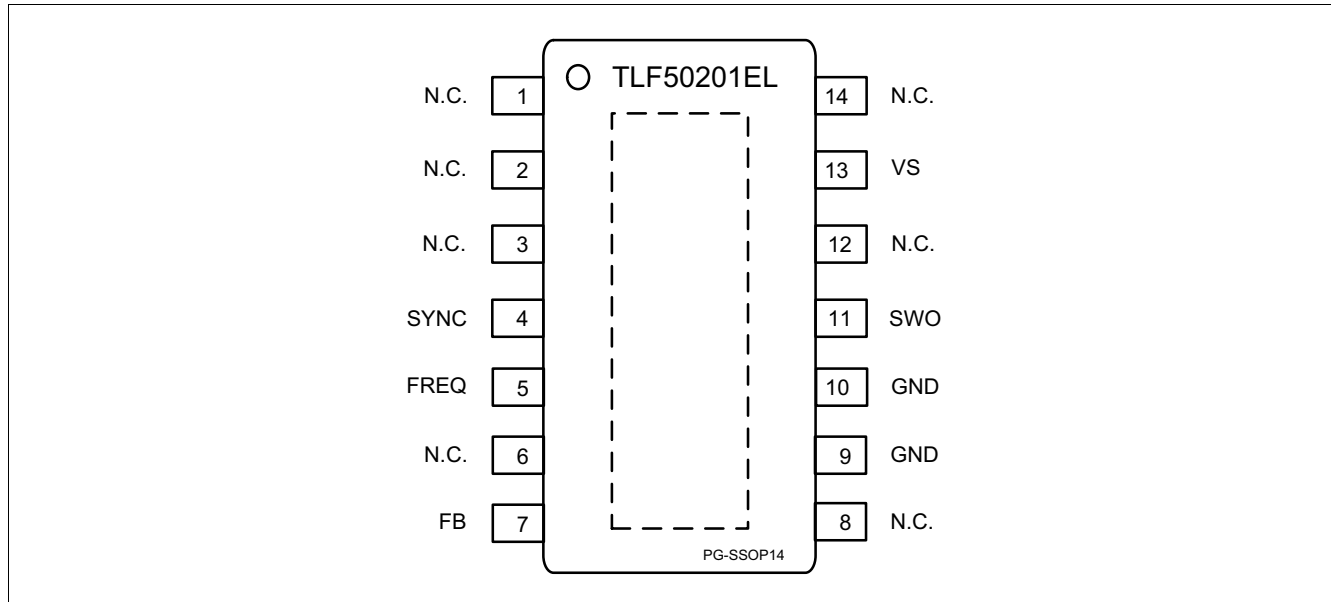 TLF50201EL
N.C. 1 14 N.C.
N.C. 2 13 VS
N.C. 3 12 N.C.
SYNC 4 11 SWO
FREQ 5 10 GND
N.C. 6 9 GND
FB 7 8 N.C.
PG-SSOP14